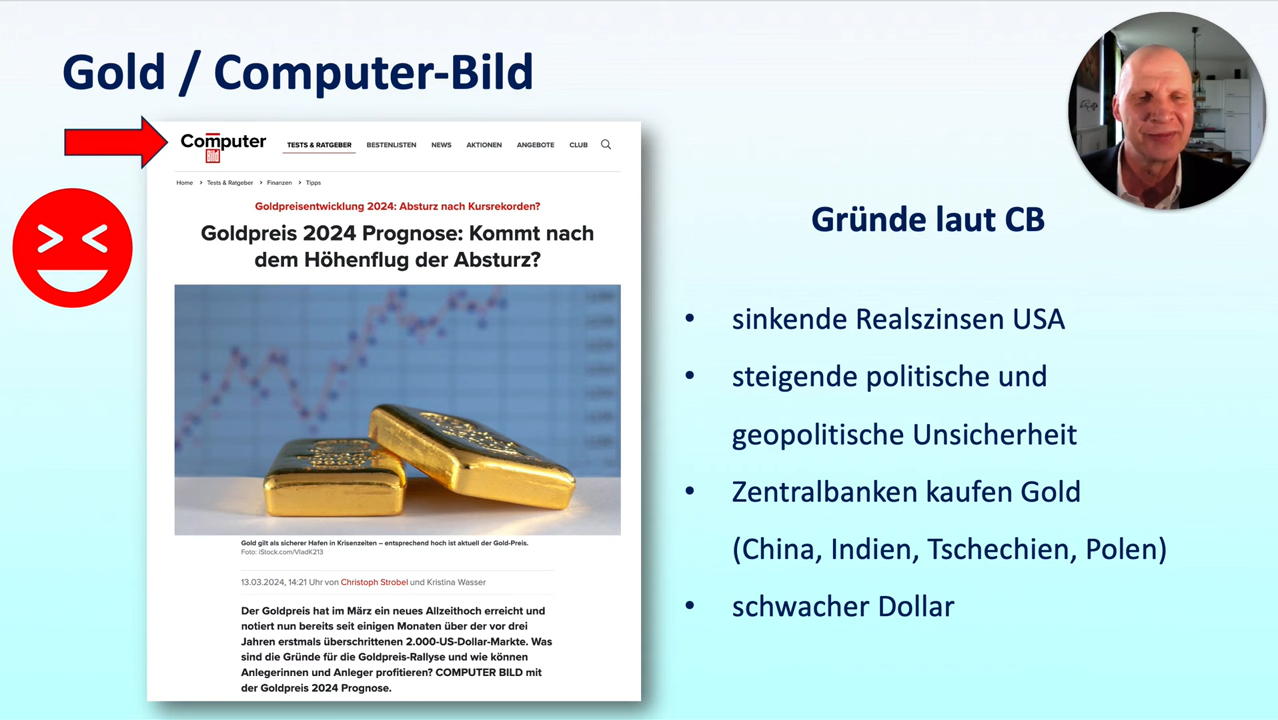 Gold / Computer-Bild
Computer
Bild
TESTS & RATGEBER
BESTENLISTEN
NEWS
AKTIONEN
ANGEBOTE
CLUB
Home > Tests & Ratgeber > Finanzen > Tipps
Goldpreisentwicklung 2024: Absturz nach Kursrekorden?
Goldpreis 2024 Prognose: Kommt nach
dem Höhenflug der Absturz?
Gold gilt als sicherer Hafen in Krisenzeiten – entsprechend hoch ist aktuell der Gold-Preis.
Foto: iStock.com/VladK213
13.03.2024, 14:21 Uhr von Christoph Strobel und Kristina Wasser
Der Goldpreis hat im März ein neues Allzeithoch erreicht und
notiert nun bereits seit einigen Monaten über der vor drei
Jahren erstmals überschrittenen 2.000-US-Dollar-Markte. Was
sind die Gründe für die Goldpreis-Rallyse und wie können
Anlegerinnen und Anleger profitieren? COMPUTER BILD mit
der Goldpreis 2024 Prognose.
Gründe laut CB
• sinkende Realszinsen USA
• steigende politische und
geopolitische Unsicherheit
• Zentralbanken kaufen Gold
(China, Indien, Tschechien, Polen)
• schwacher Dollar